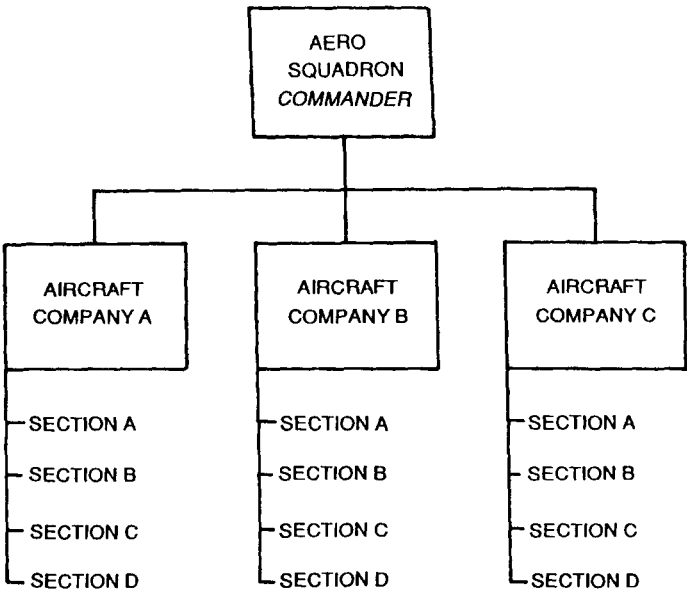 AERO
SQUADRON
COMMANDER
AIRCRAFT
COMPANY A
SECTION A
SECTION B
SECTION C
SECTION D
AIRCRAFT
COMPANY B
SECTION A
SECTION B
SECTION C
SECTION D
AIRCRAFT
COMPANY C
SECTION A
SECTION B
SECTION C
SECTION D